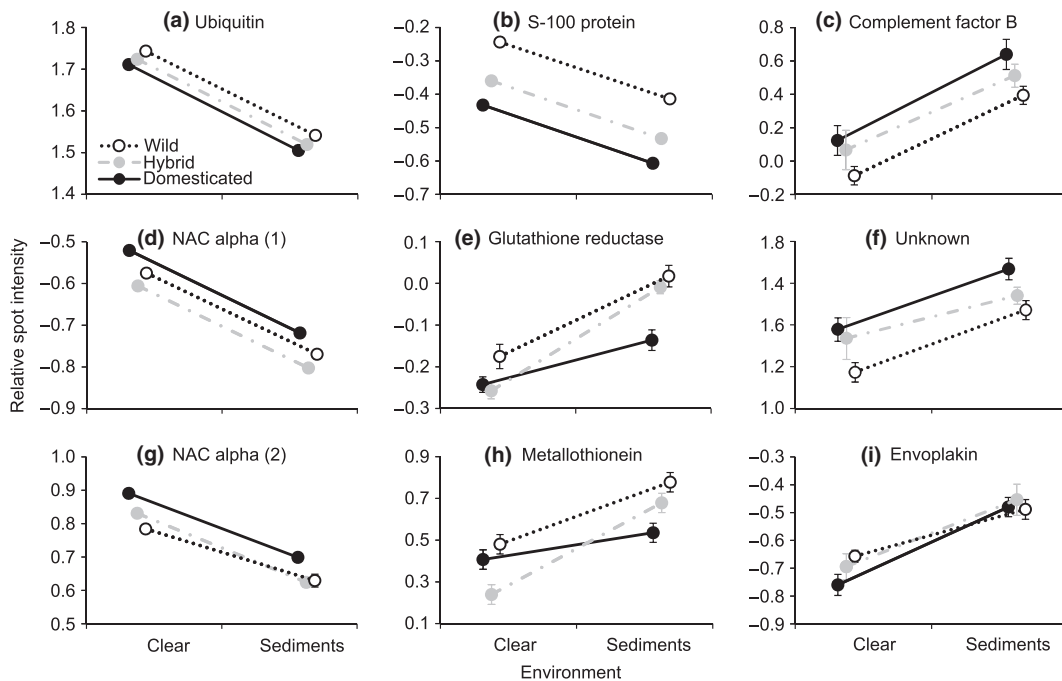 (a) Ubiquitin
(b) S-100 protein
(c) Complement factor B
1.8
1.7
1.6
1.5
1.4
Wild
Hybrid
Domesticated
−0.2
−0.3
−0.4
−0.5
−0.6
−0.7
0.8
0.6
0.4
0.2
0.0
−0.2
Relative spot intensity
(d) NAC alpha (1)
(e) Glutathione reductase
(f) Unknown
−0.5
−0.6
−0.7
−0.8
−0.9
0.1
0.0
−0.1
−0.2
−0.3
1.8
1.4
1.6
1.2
1.0
(g) NAC alpha (2)
(h) Metallothionein
(i) Envoplakin
1.0
0.9
0.8
0.7
0.6
0.5
0.9
0.7
0.5
0.3
0.1
−0.3
−0.4
−0.5
−0.6
−0.7
−0.8
−0.9
Clear Sediments
Clear Sediments
Clear Sediments
Environment